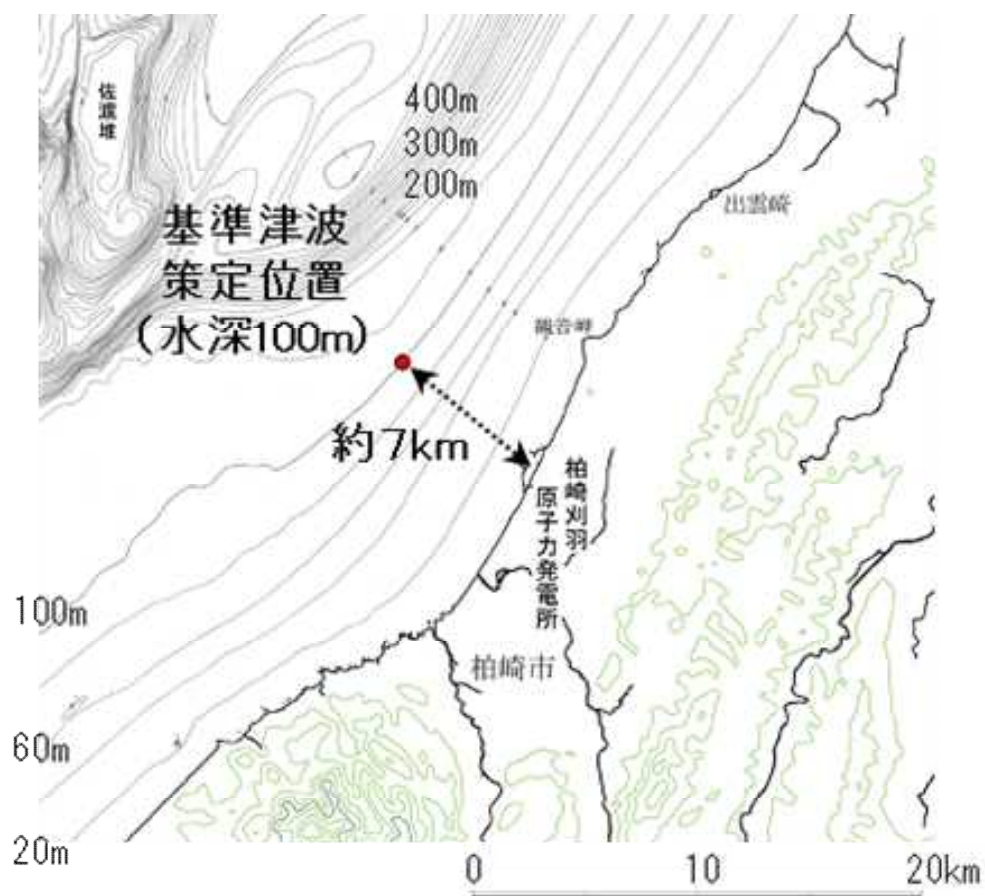 佐渡堆
400m
300m
200m
基準津波
策定位置
(水深100m)
出雲崎
観音岬
約7km
柏崎刈羽
原子力発電所
柏崎市
100m
60m
20m
0 10 20km